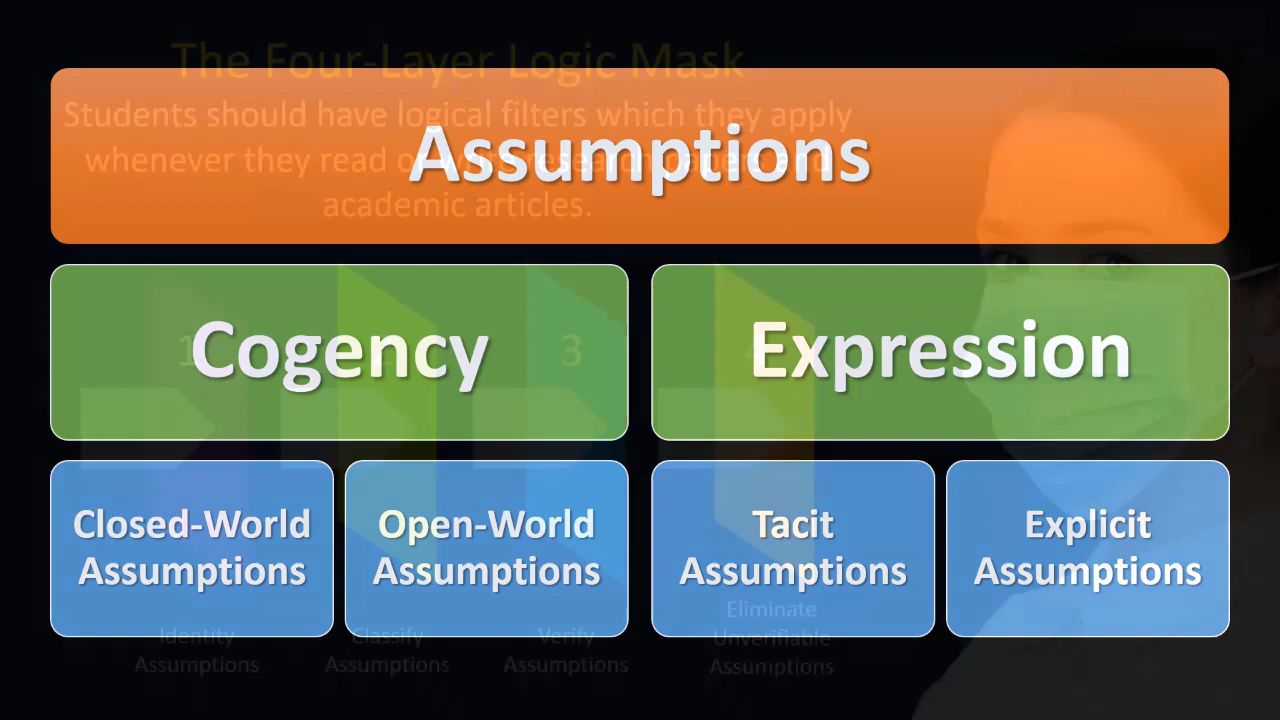 The Four-Layer Logic Mask
Students should have logical filters which they apply
whenever they read
academic articles.
Assumptions
1
3
Cogency
Expression
Closed-World
Assumptions
Open-World
Assumptions
Tacit
Assumptions
Explicit
Assumptions
Identity
Assumptions
Classify
Assumptions
Verify
Assumptions
Eliminate
Unverifiable
Assumptions